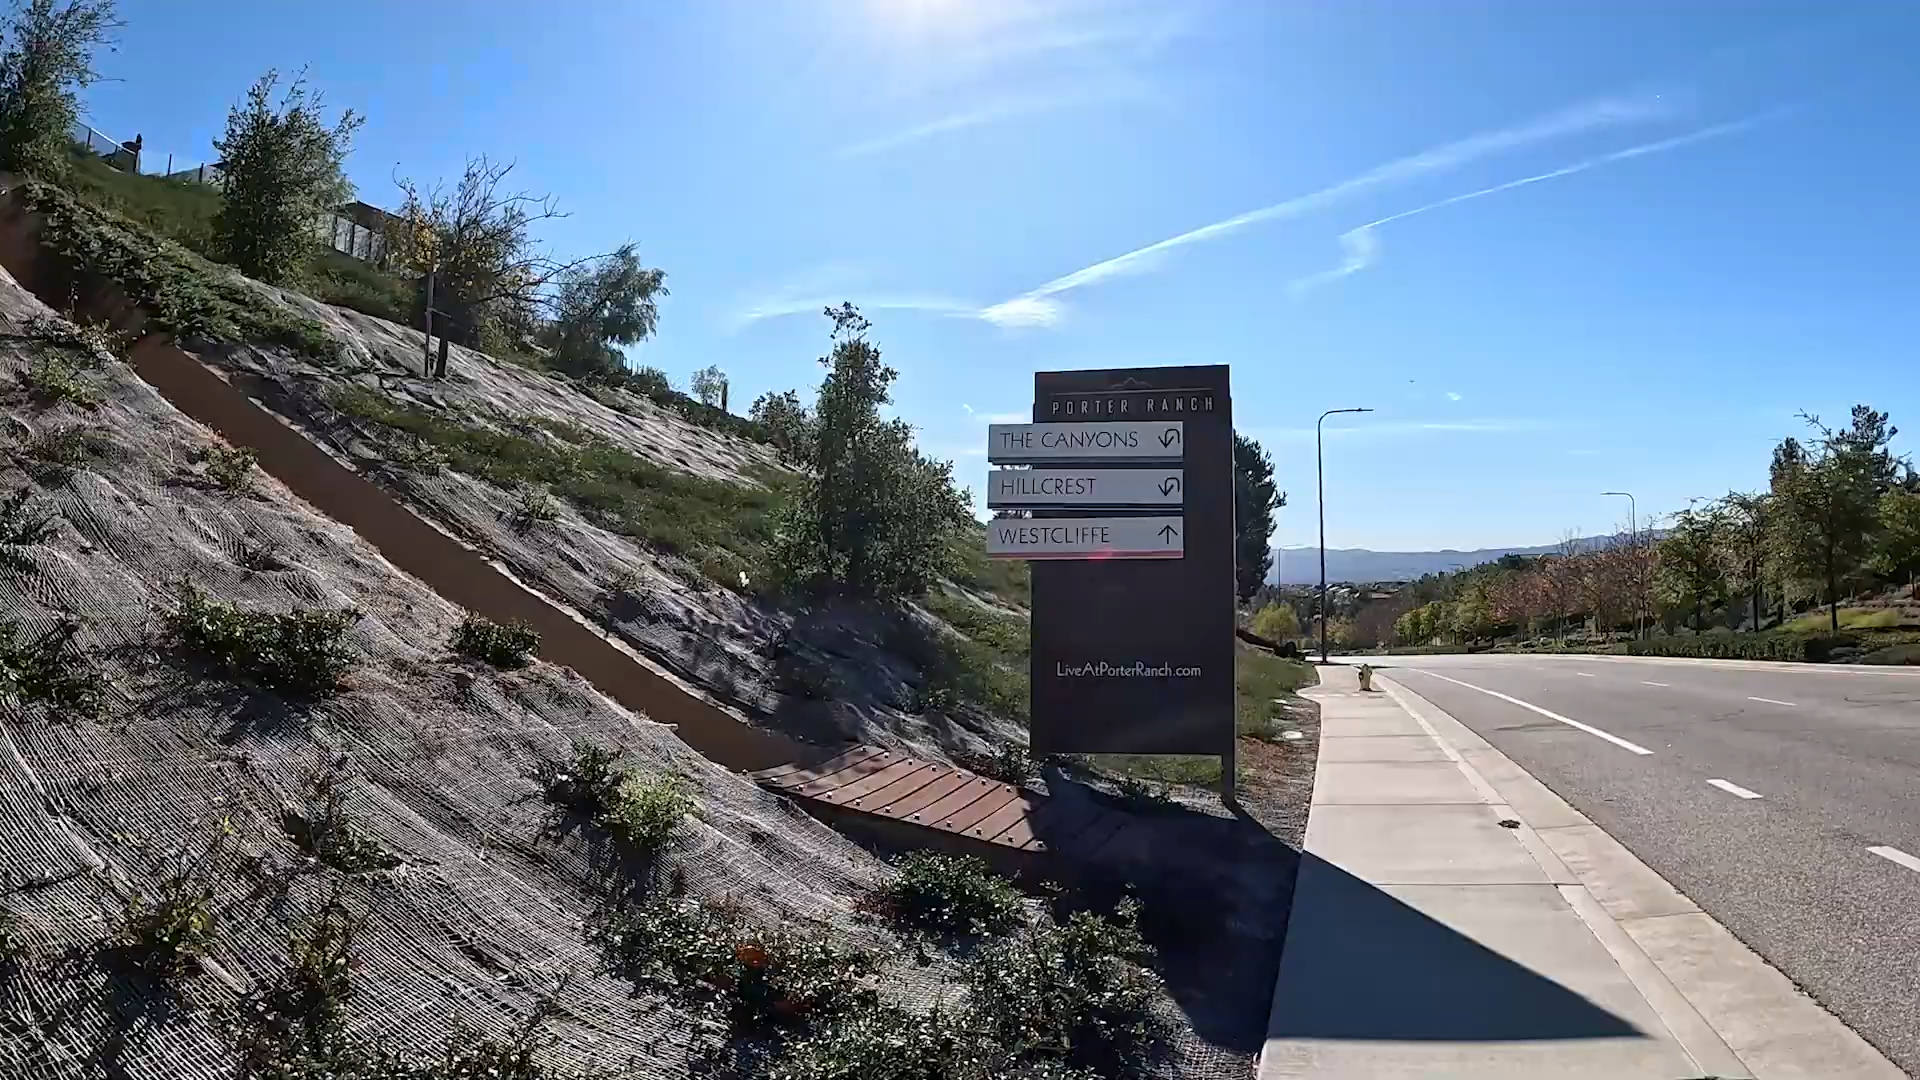 PORTER RANCH
THE CANYONS
HILLCREST
WESTCLIFFE
LiveAtPorterRanch.com